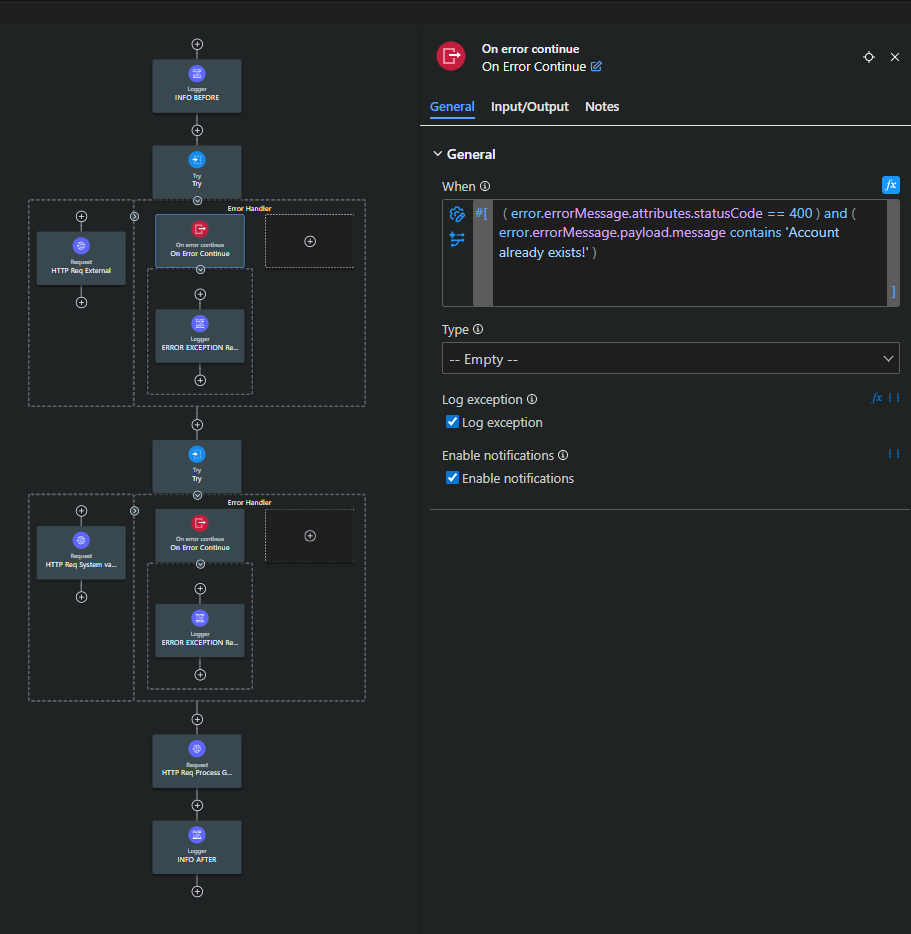 Logger
INFO BEFORE
Try
Try
Error Handler
On error continue
On Error Continue
Request
HTTP Req External
Logger
ERROR EXCEPTION Re...
Try
Try
Error Handler
On error continue
On Error Continue
Request
HTTP Req System va...
Logger
ERROR EXCEPTION Re...
Request
HTTP Req Process G...
Logger
INFO AFTER
On error continue
On Error Continue
General Input/Output Notes
General
When
fx
#[ ( error.errorMessage.attributes.statusCode == 400 ) and (
error.errorMessage.payload.message contains 'Account
already exists!' )
]
Type
-- Empty --
Log exception
fx
Log exception
Enable notifications
Enable notifications